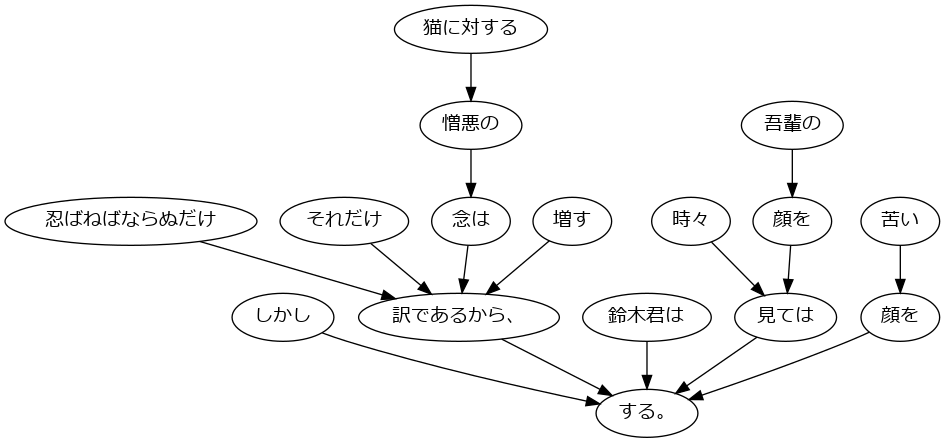 猫に対する
憎悪の
吾輩の
忍ばねばならぬだけ
それだけ
念は
増す
時々
顔を
苦い
しかし
訳であるから、
鈴木君は
見ては
顔を
する。